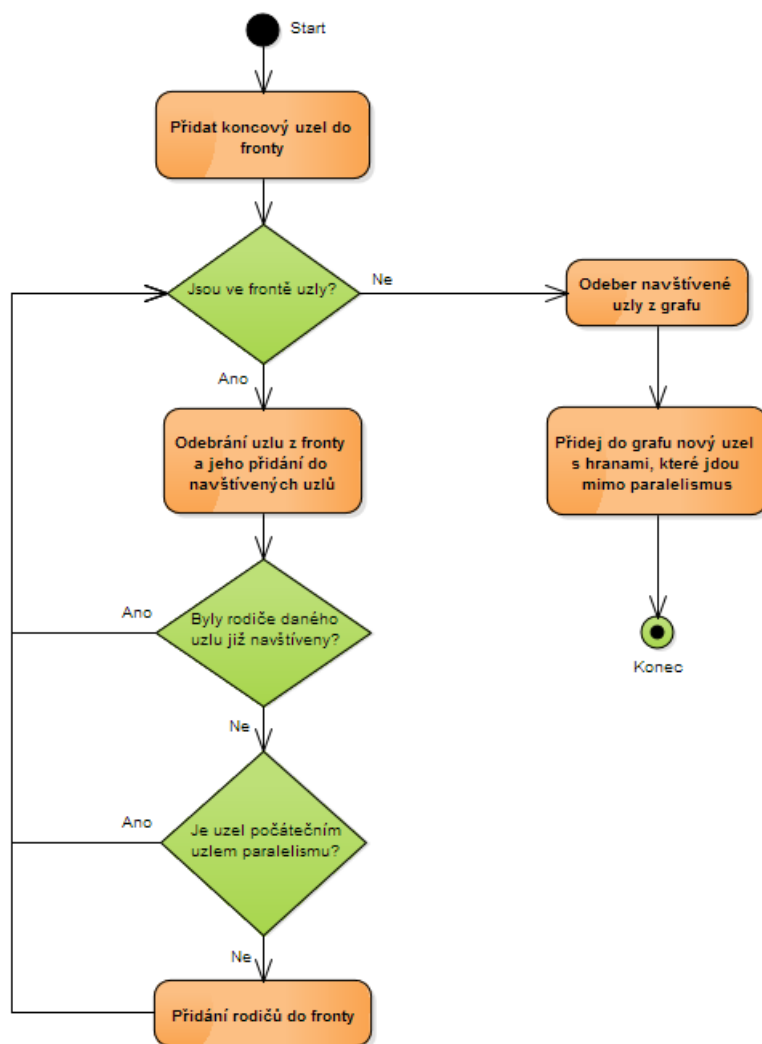 Start
Přidat koncový uzel do
fronty
Jsou ve frontě uzly?
Ne
Odeber navštívené
uzly z grafu
Ano
Odebrání uzlu z fronty
a jeho přidání do
navštívených uzlů
Přidej do grafu nový uzel
s hranami, které jdou
mimo paralelismus
Ano
Byly rodiče daného
uzlu již navštíveny?
Konec
Ne
Ano
Je uzel počátečním
uzlem paralelismu?
Ne
Přidání rodičů do fronty